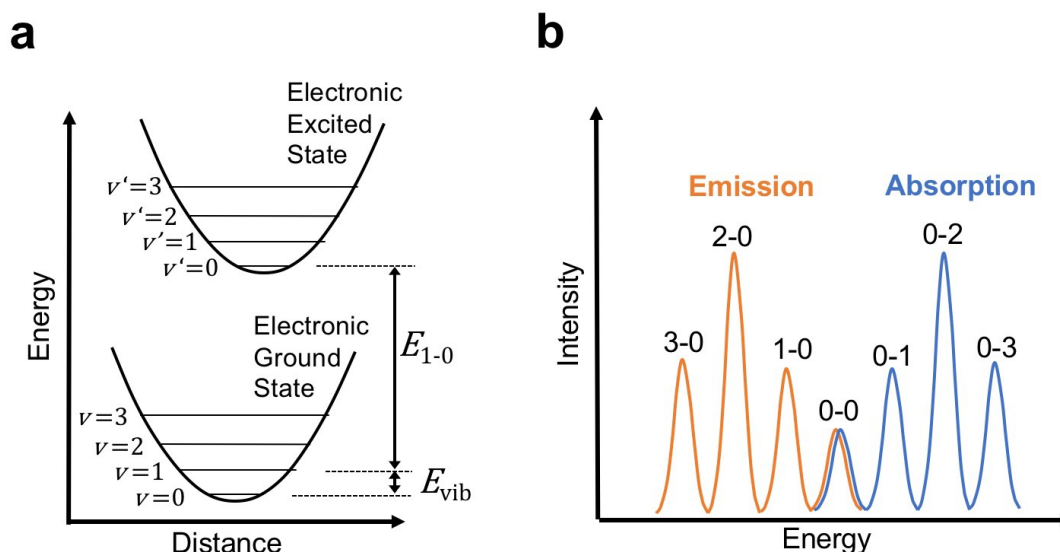 a
Electronic
Excited
State
v‘=3
v‘=2
v’=1
v‘=0
Energy
Electronic
Ground
State
E1-0
v=3
v=2
v=1
v=0
Evib
Distance
b
Emission
Absorption
2-0
0-2
3-0
1-0
0-0
0-1
0-3
Intensity
Energy